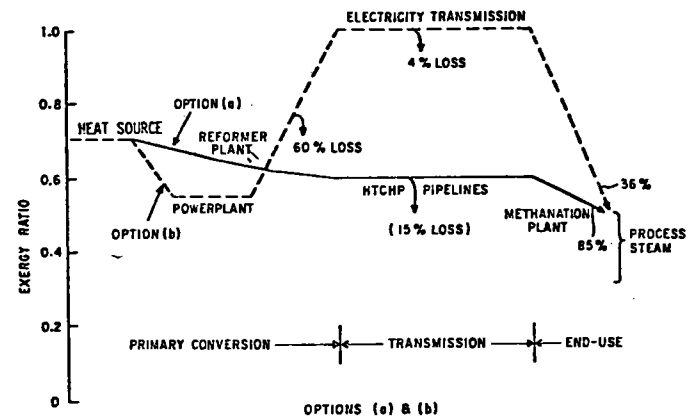 ELECTRICITY TRANSMISSION
1.0
4% LOSS
0.8
OPTION (a)
HEAT SOURCE
REFORMER
PLANT
60% LOSS
0.6
HTCHP PIPELINES
36%
POWERPLANT
(15% LOSS)
METHANATION
PLANT
85%
OPTION (b)
PROCESS
STEAM
EXERGY RATIO
0.4
0.2
PRIMARY CONVERSION
TRANSMISSION
END-USE
0
OPTIONS (a) & (b)